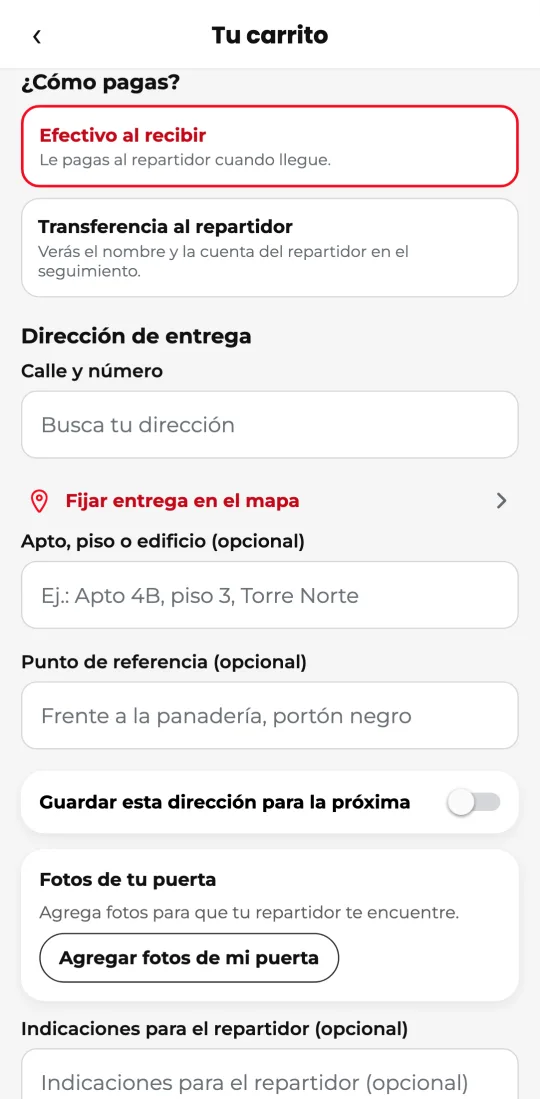 Tu carrito
¿Cómo pagas?
Efectivo al recibir
Le pagas al repartidor cuando llegue.
Transferencia al repartidor
Verás el nombre y la cuenta del repartidor en el
seguimiento.
Dirección de entrega
Calle y número
Busca tu dirección
Fijar entrega en el mapa
Apto, piso o edificio (opcional)
Ej.: Apto 4B, piso 3, Torre Norte
Punto de referencia (opcional)
Frente a la panadería, portón negro
Guardar esta dirección para la próxima
Fotos de tu puerta
Agrega fotos para que tu repartidor te encuentre.
Agregar fotos de mi puerta
Indicaciones para el repartidor (opcional)
Indicaciones para el repartidor (opcional)